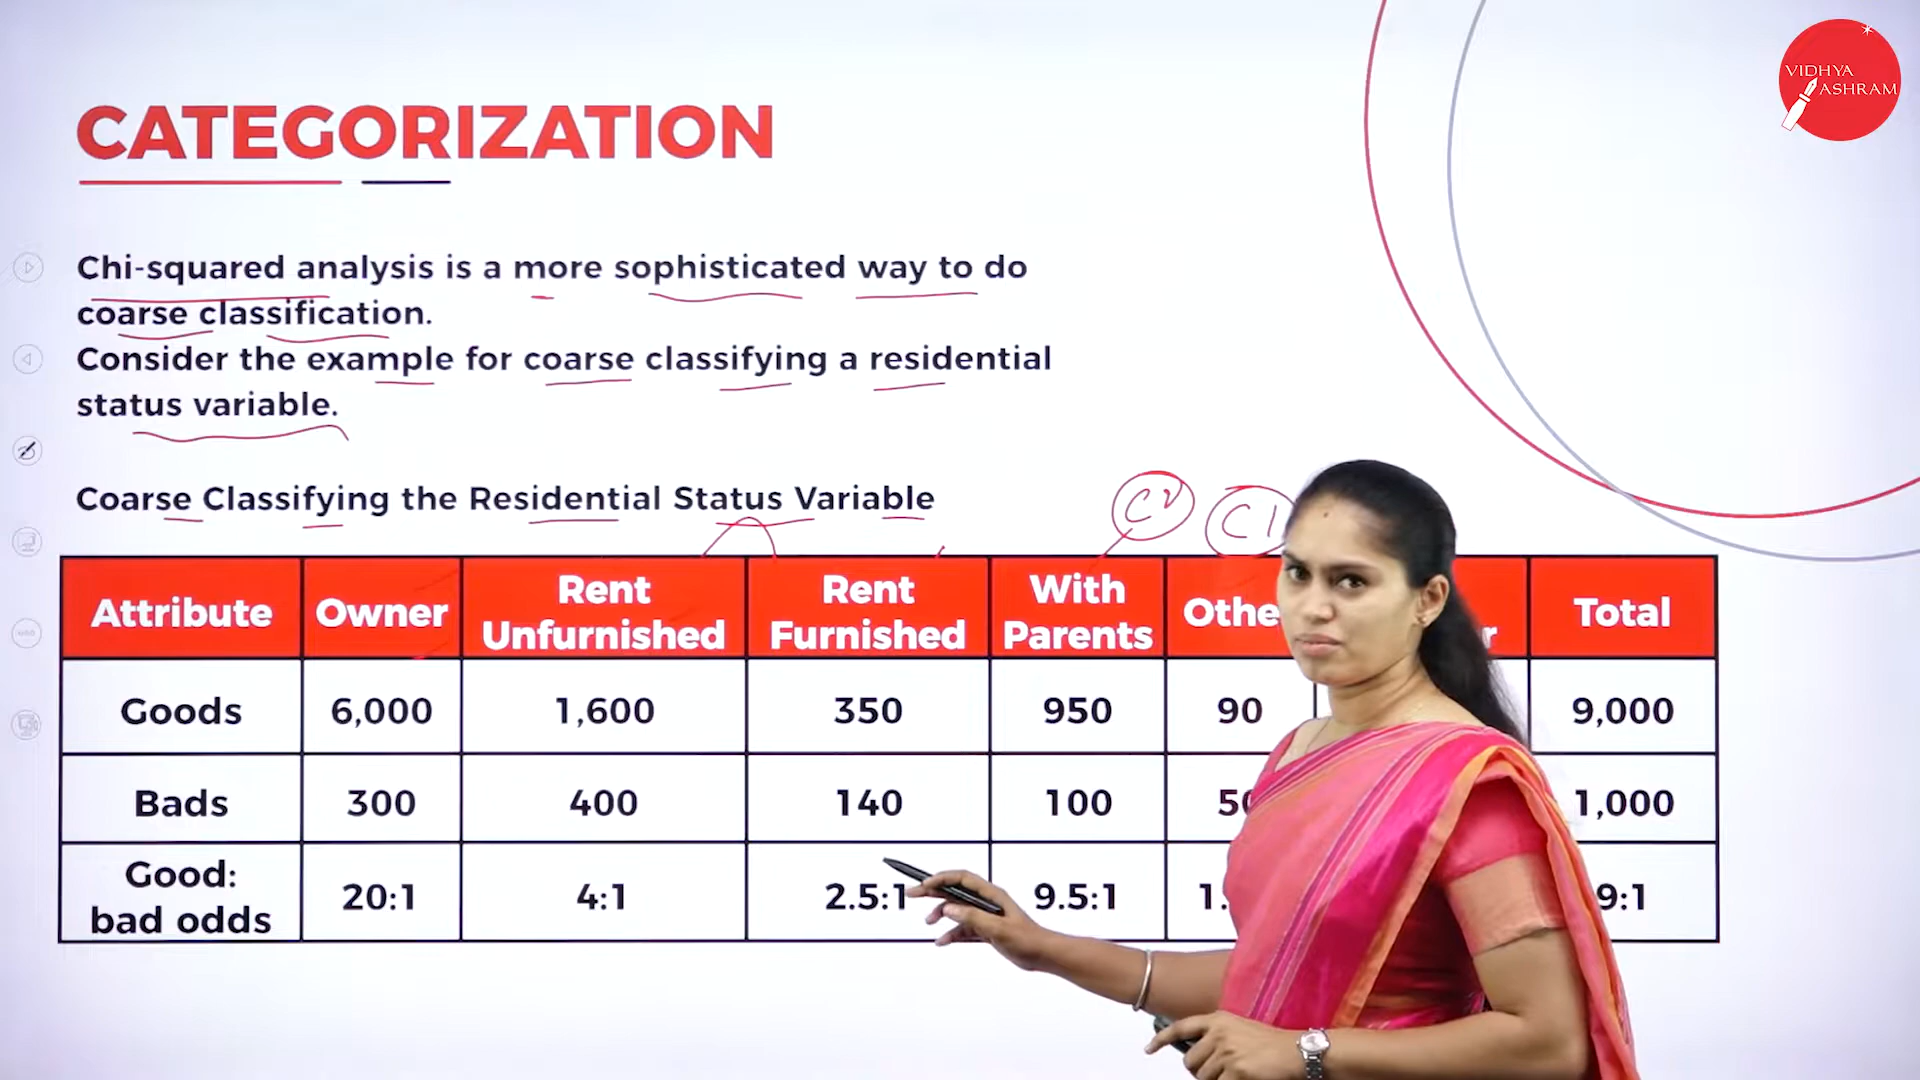 VIDHYA
ASHRAM
CATEGORIZATION
Chi-squared analysis is a more sophisticated way to do
coarse classification.
Consider the example for coarse classifying a residential
status variable.
Coarse Classifying the Residential Status Variable
Attribute Owner Rent Unfurnished Rent Furnished With Parents Total
Goods 6,000 1,600 350 950 90 9,000
Bads 300 400 140 100 1,000
Good: bad odds 20:1 4:1 2.5:1 9.5:1 9:1